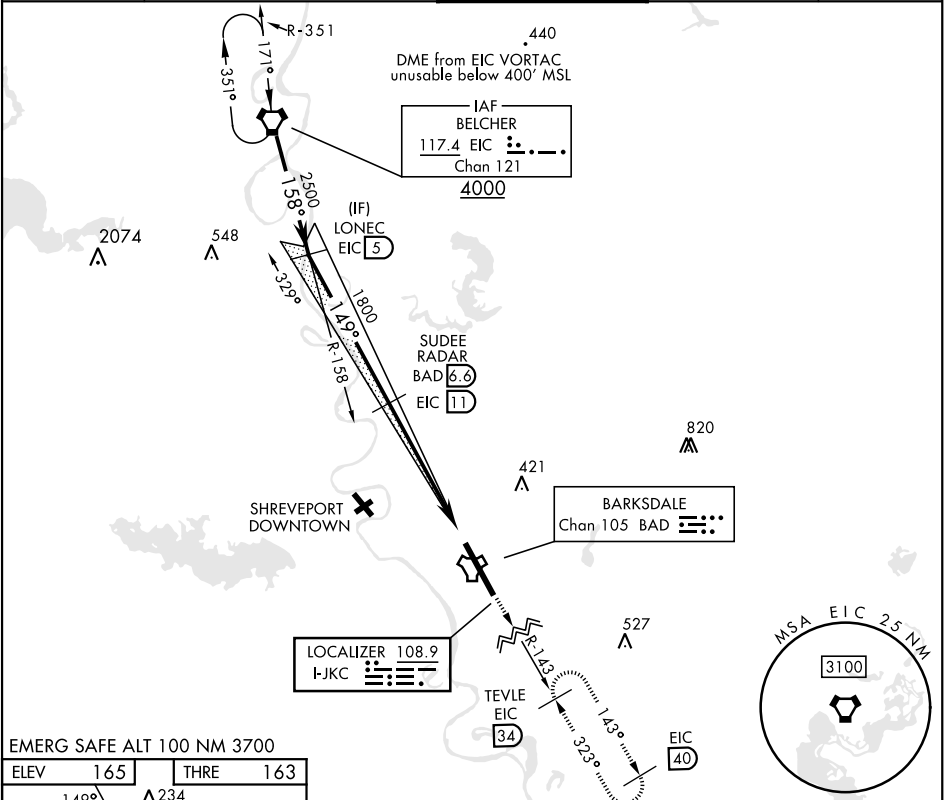 R-351
171°
351°
440
DME from EIC VORTAC
unusable below 400' MSL
IAF
BELCHER
117.4 EIC
Chan 121
4000
2500
158°
(IF)
LONEC
EIC 5
2074
548
329°
1800
149°
R-158
SUDEE
RADAR
BAD 6.6
EIC 11
820
421
SHREVEPORT
DOWNTOWN
BARKSDALE
Chan 105 BAD
LOCALIZER 108.9
I-JKC
527
R-143
TEVLE
EIC
34
143°
323°
EIC
40
MSA EIC 25 NM
3100
EMERG SAFE ALT 100 NM 3700
ELEV 165
THRE 163
149°
234